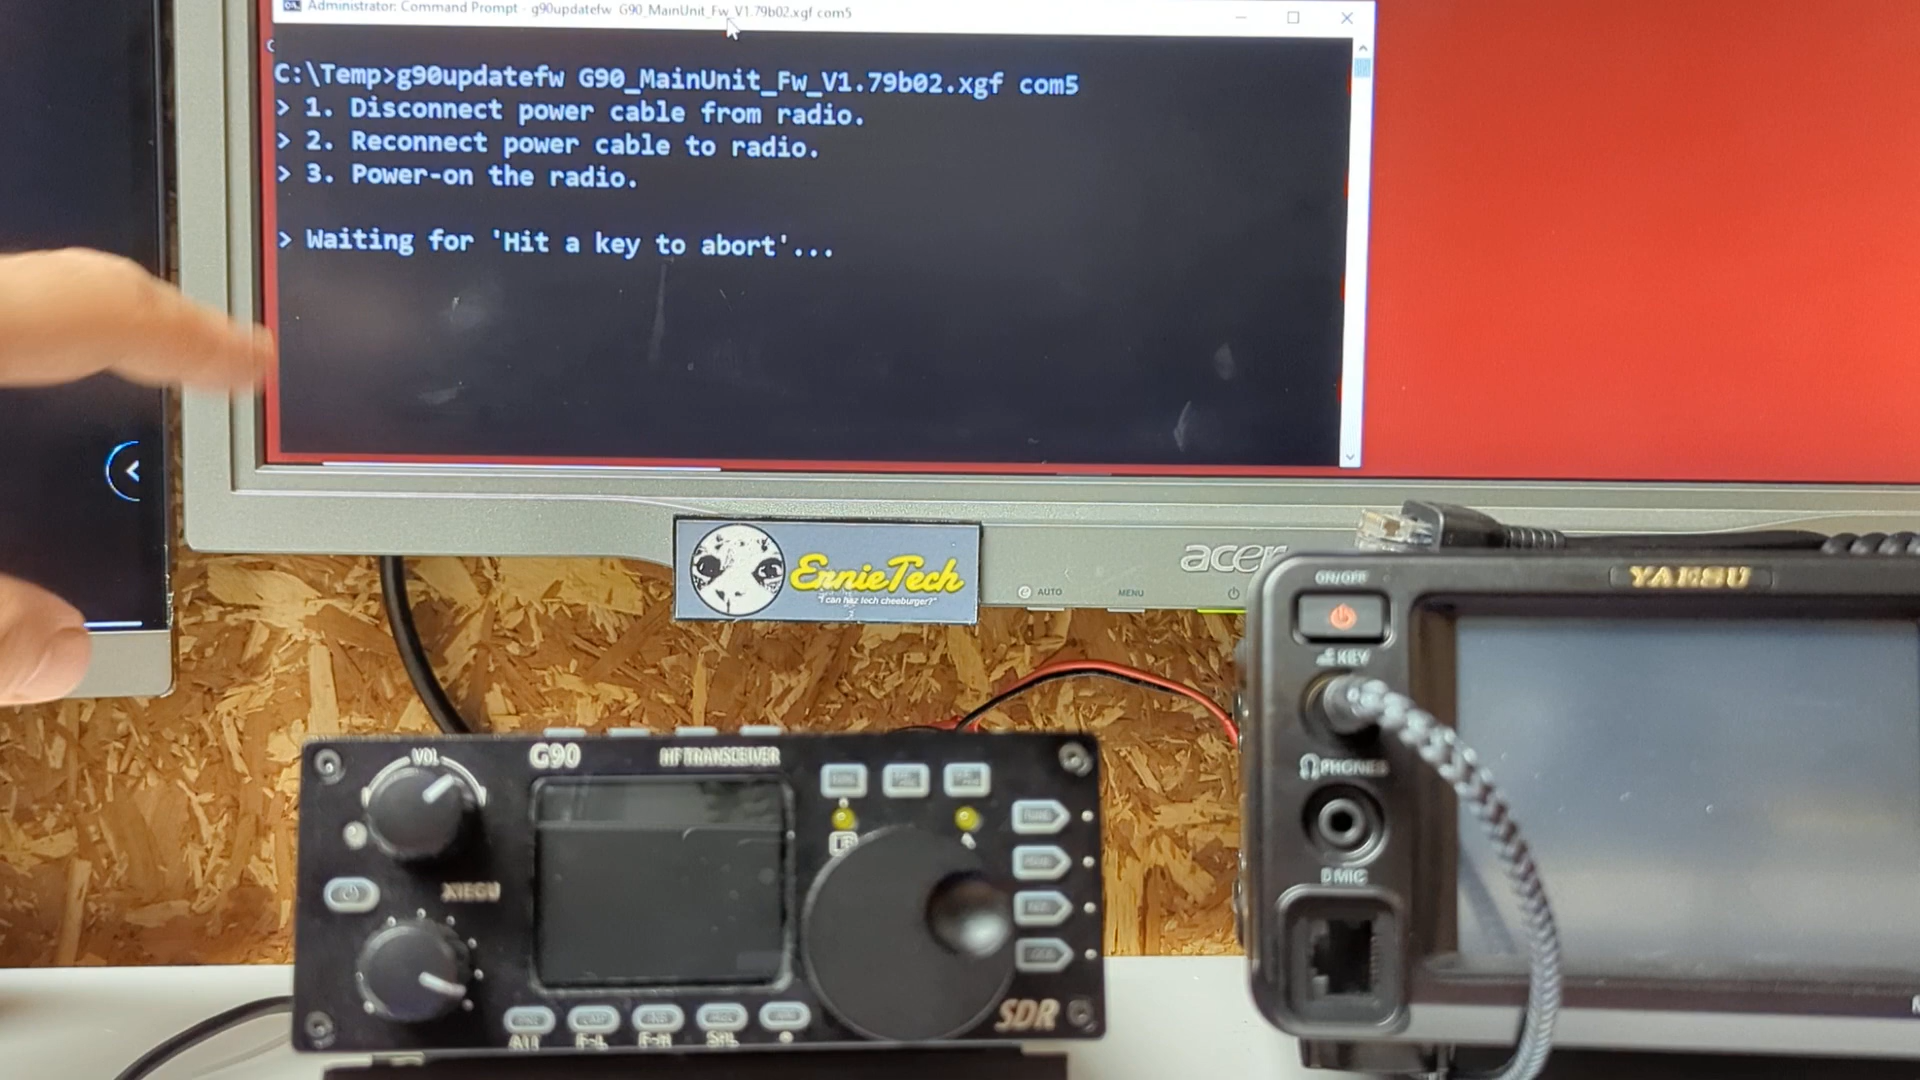 Administrator: Command Prompt - g90updatefw G90_MainUnit_Fw_V1.79b02.xgf com5
C:\Temp>g90updatefw G90_MainUnit_Fw_V1.79b02.xgf com5
> 1. Disconnect power cable from radio.
> 2. Reconnect power cable to radio.
> 3. Power-on the radio.
> Waiting for 'Hit a key to abort'...
ErnieTech
"I can haz tech cheeburger?"
acer
e AUTO
MENU
ON/OFF
YAESU
KEY
PHONES
MIC
VOL
G90
HF TRANSCEIVER
XIEGU
SDR